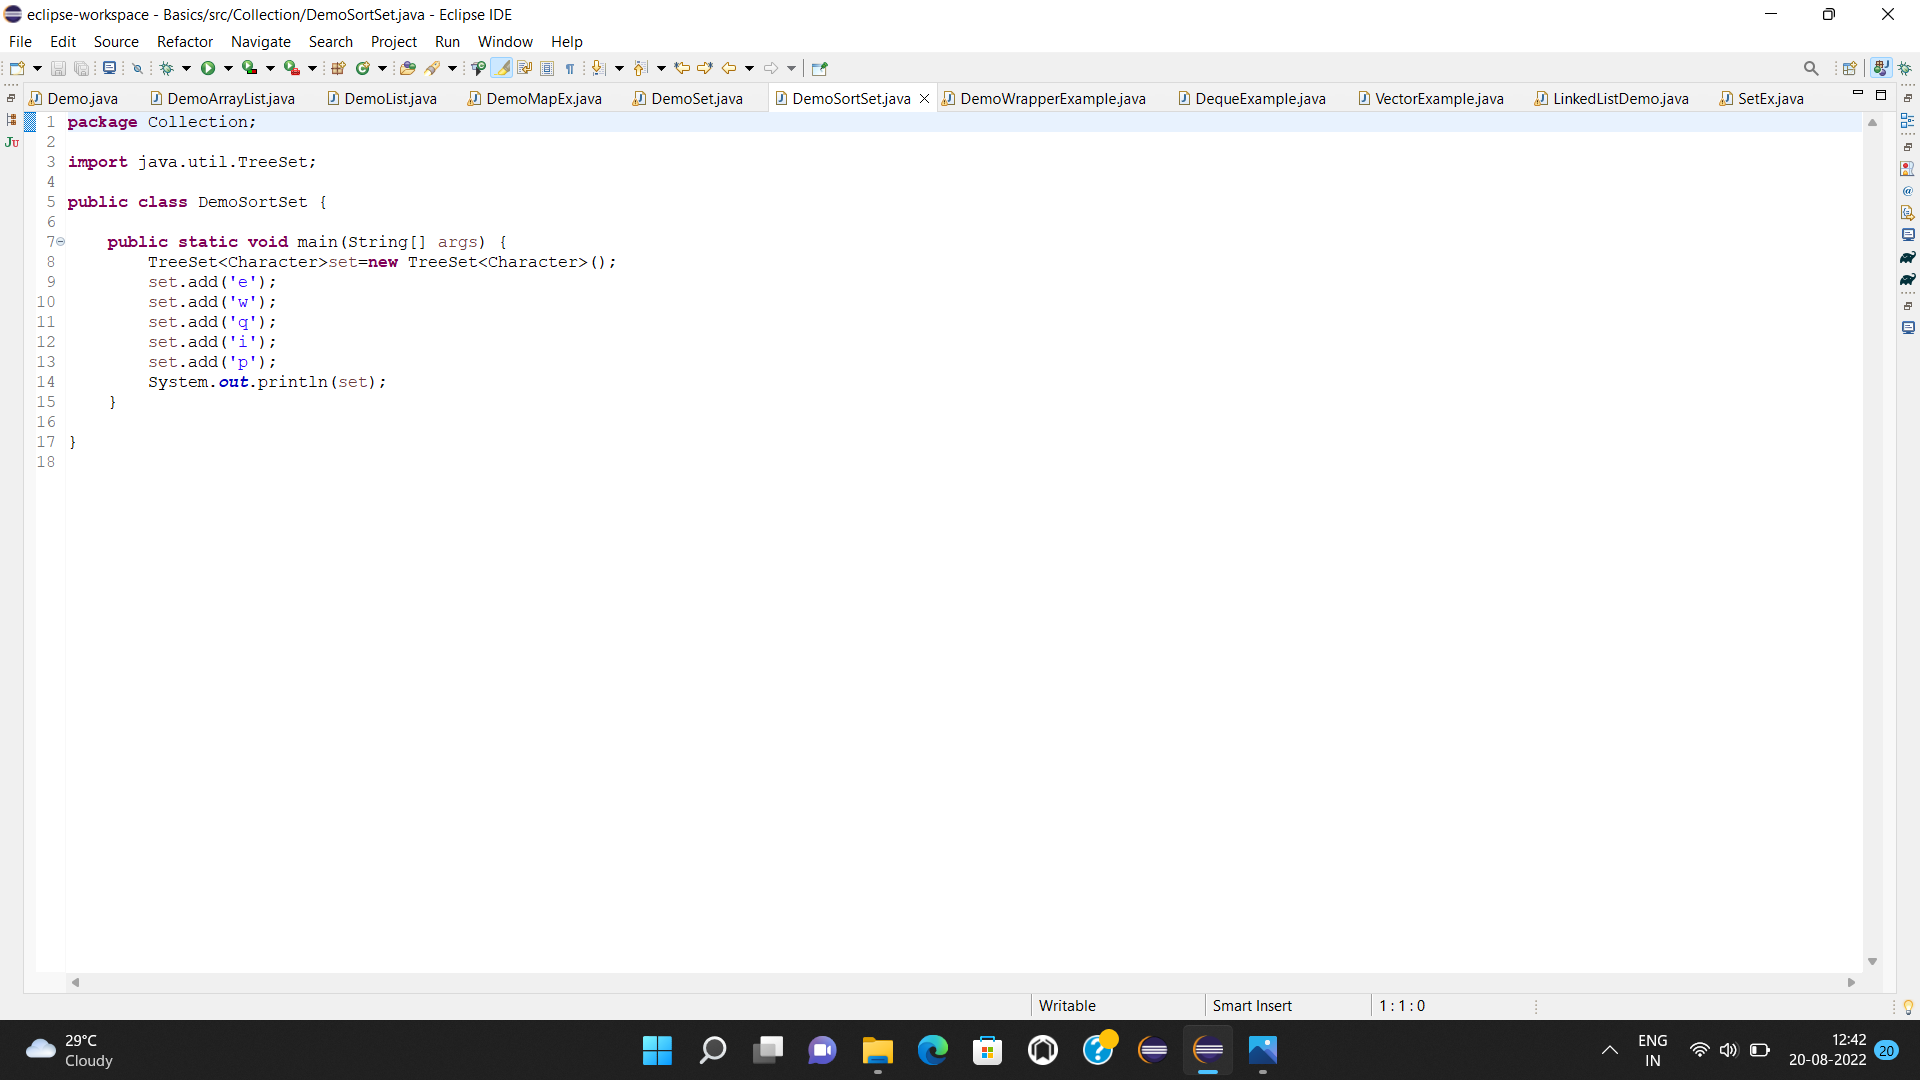 eclipse-workspace - Basics/src/Collection/DemoSortSet.java - Eclipse IDE
File Edit Source Refactor Navigate Search Project Run Window Help
Demo.java DemoArrayList.java DemoList.java DemoMapEx.java DemoSet.java DemoSortSet.java DemoWrapperExample.java DequeExample.java VectorExample.java LinkedListDemo.java SetEx.java
1 package Collection;
2
3 import java.util.TreeSet;
4
5 public class DemoSortSet {
6
7 public static void main(String[] args) {
8 TreeSet<Character>set=new TreeSet<Character>();
9 set.add('e');
10 set.add('w');
11 set.add('q');
12 set.add('i');
13 set.add('p');
14 System.out.println(set);
15 }
16
17 }
18
Writable Smart Insert 1 : 1 : 0
29°C
Cloudy
ENG
IN
12:42
20-08-2022
20